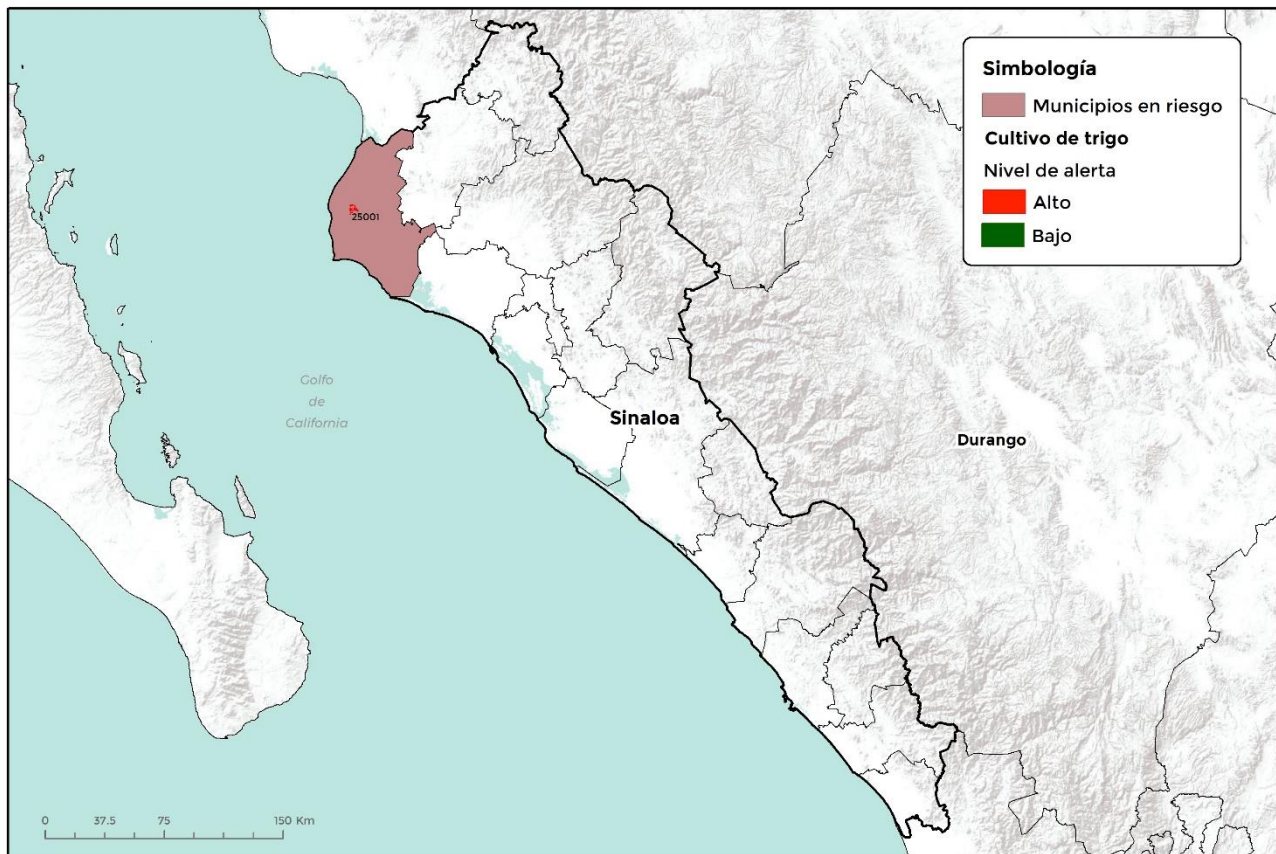 Simbología
Municipios en riesgo
Cultivo de trigo
Nivel de alerta
Alto
Bajo
25001
Golfo
de
California
Sinaloa
Durango
0 37.5 75 150 Km